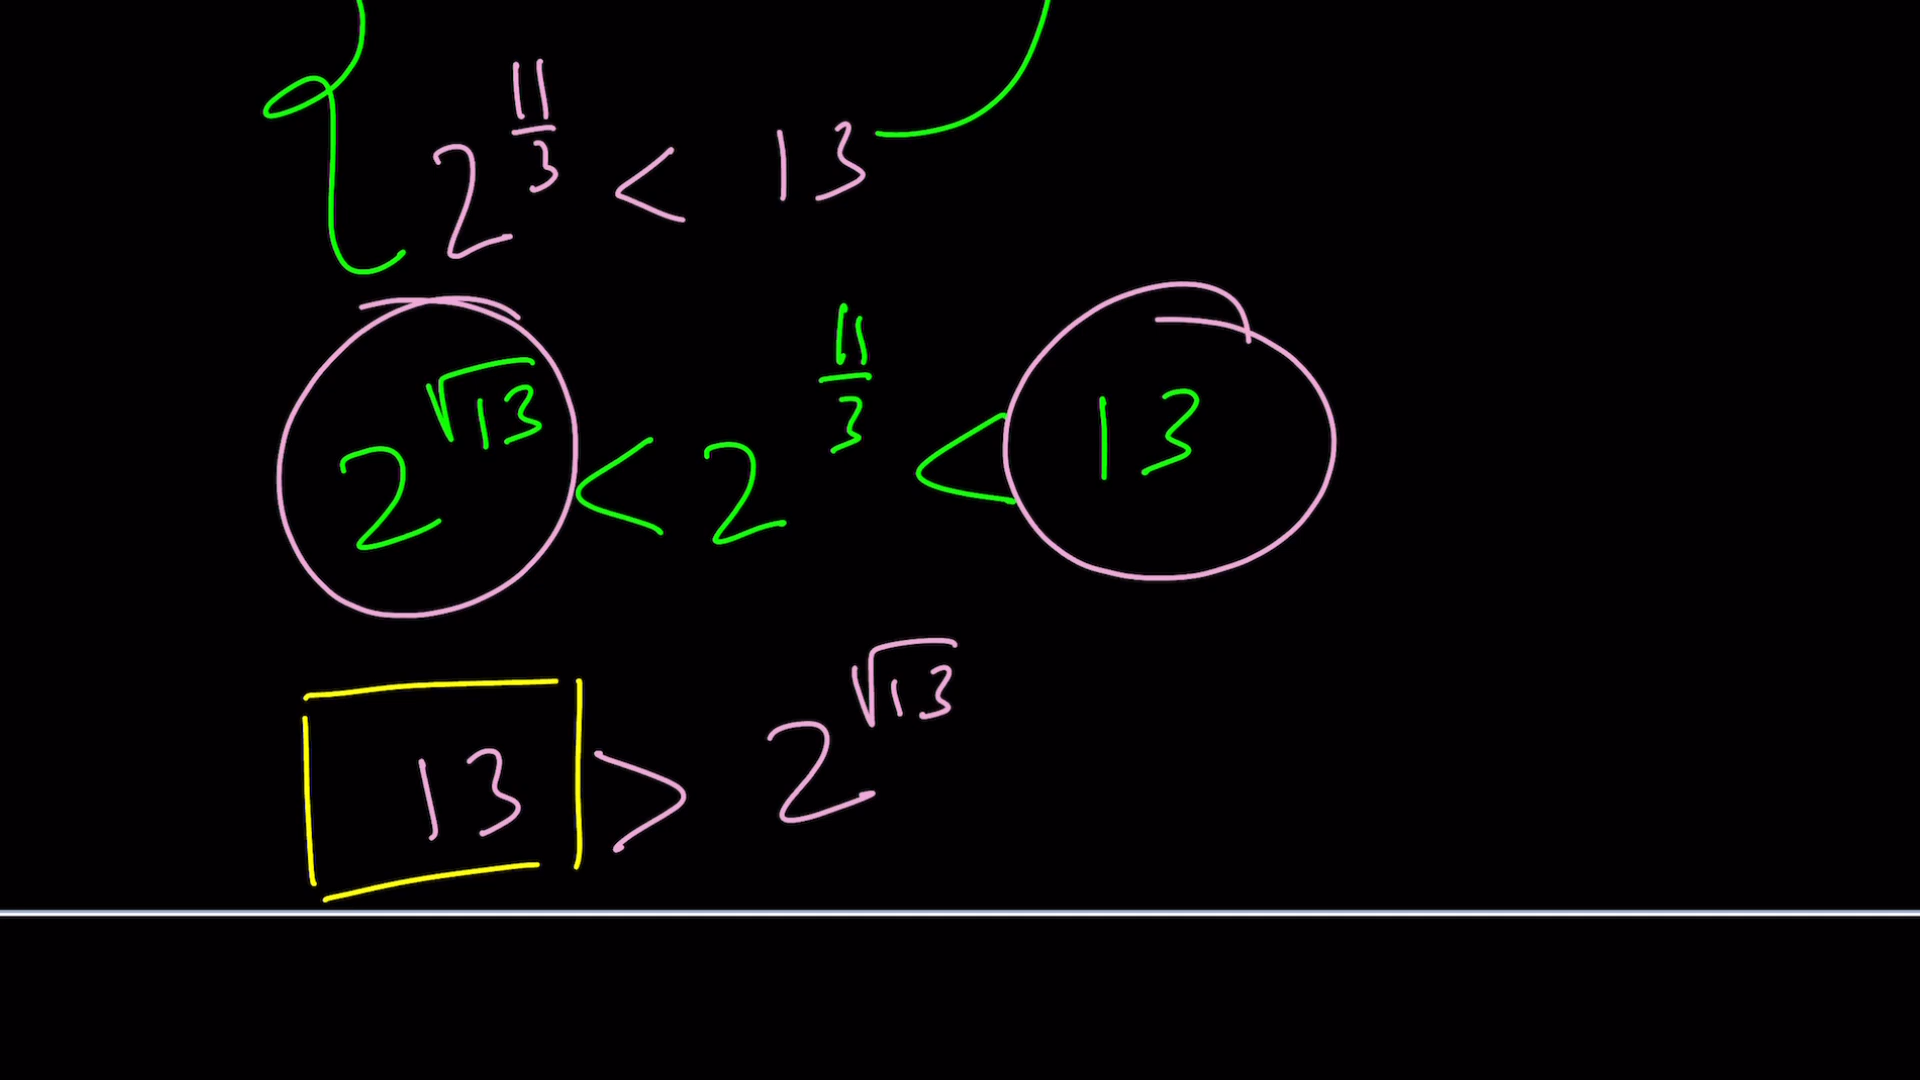 2^(11/3) < 13
2^√13 < 2^(11/3) < 13
13 > 2^√13